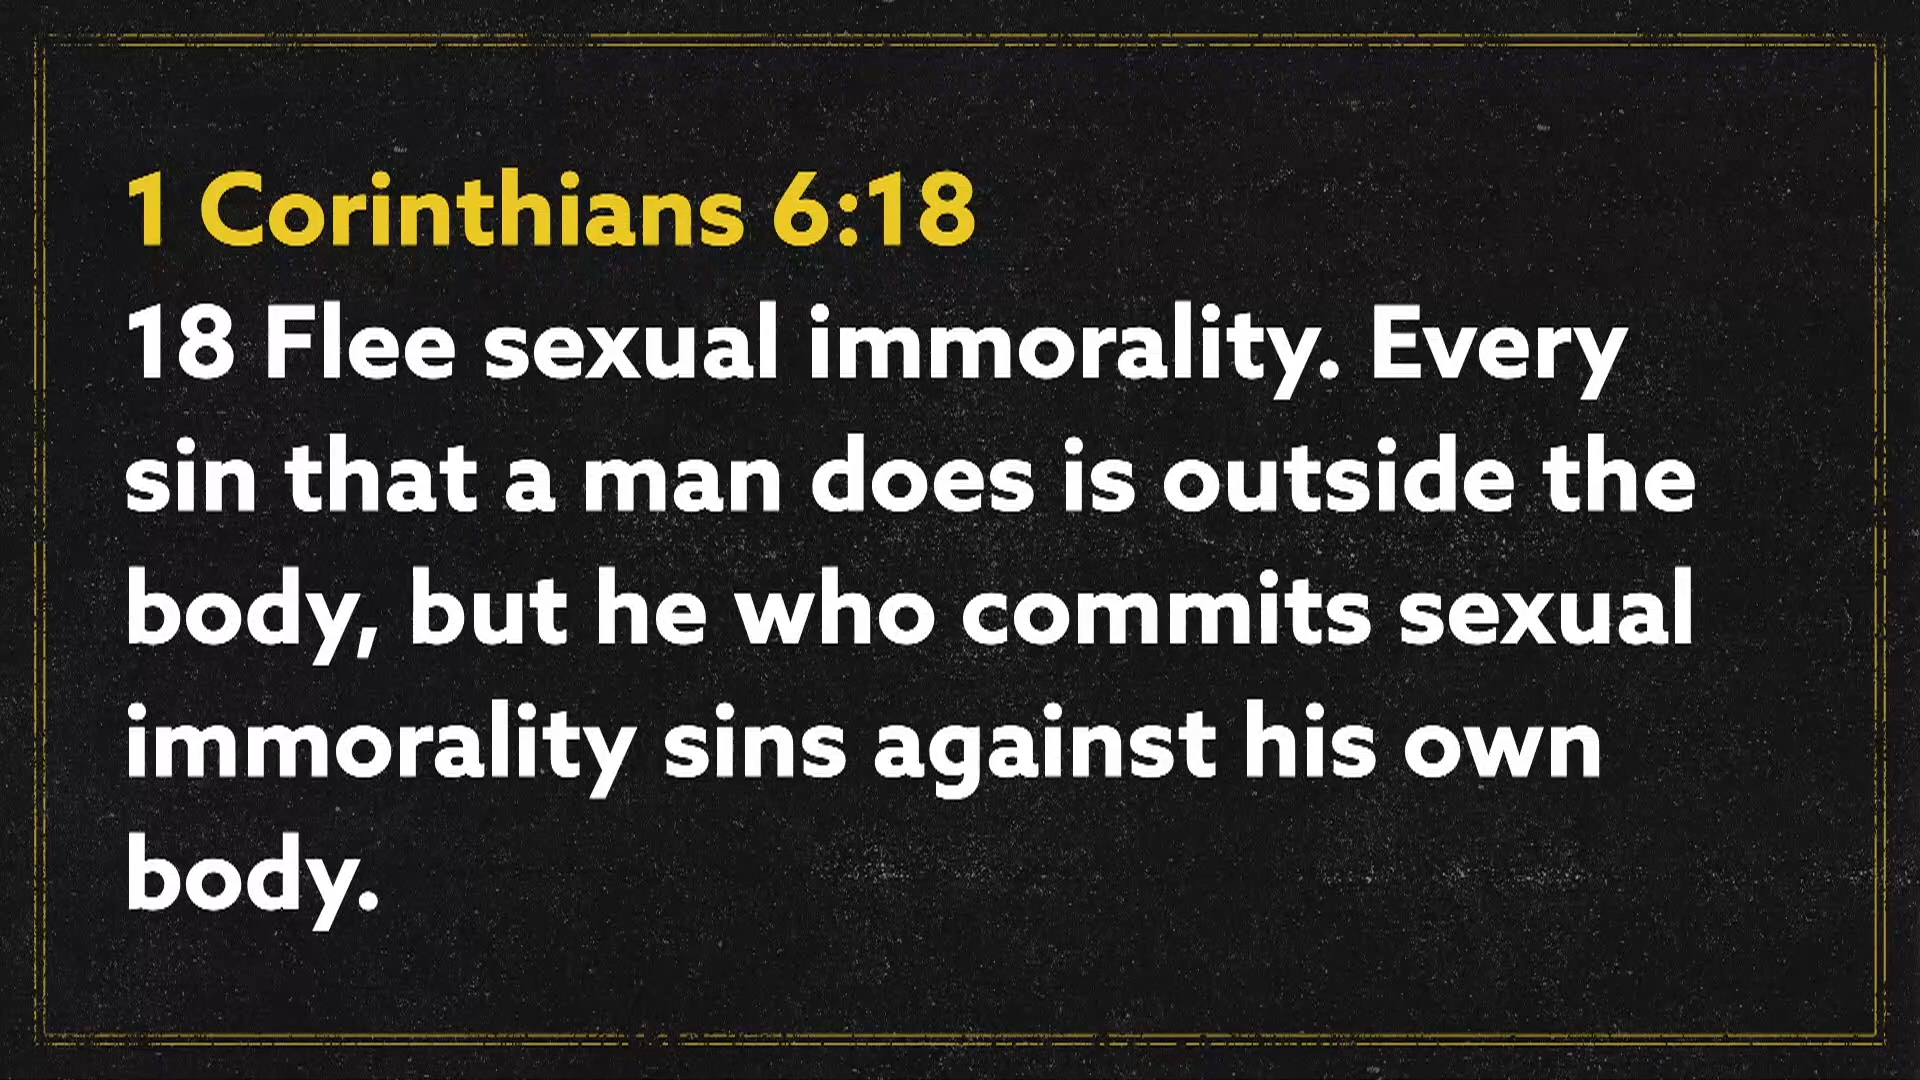 1 Corinthians 6:18
18 Flee sexual immorality. Every
sin that a man does is outside the
body, but he who commits sexual
immorality sins against his own
body.